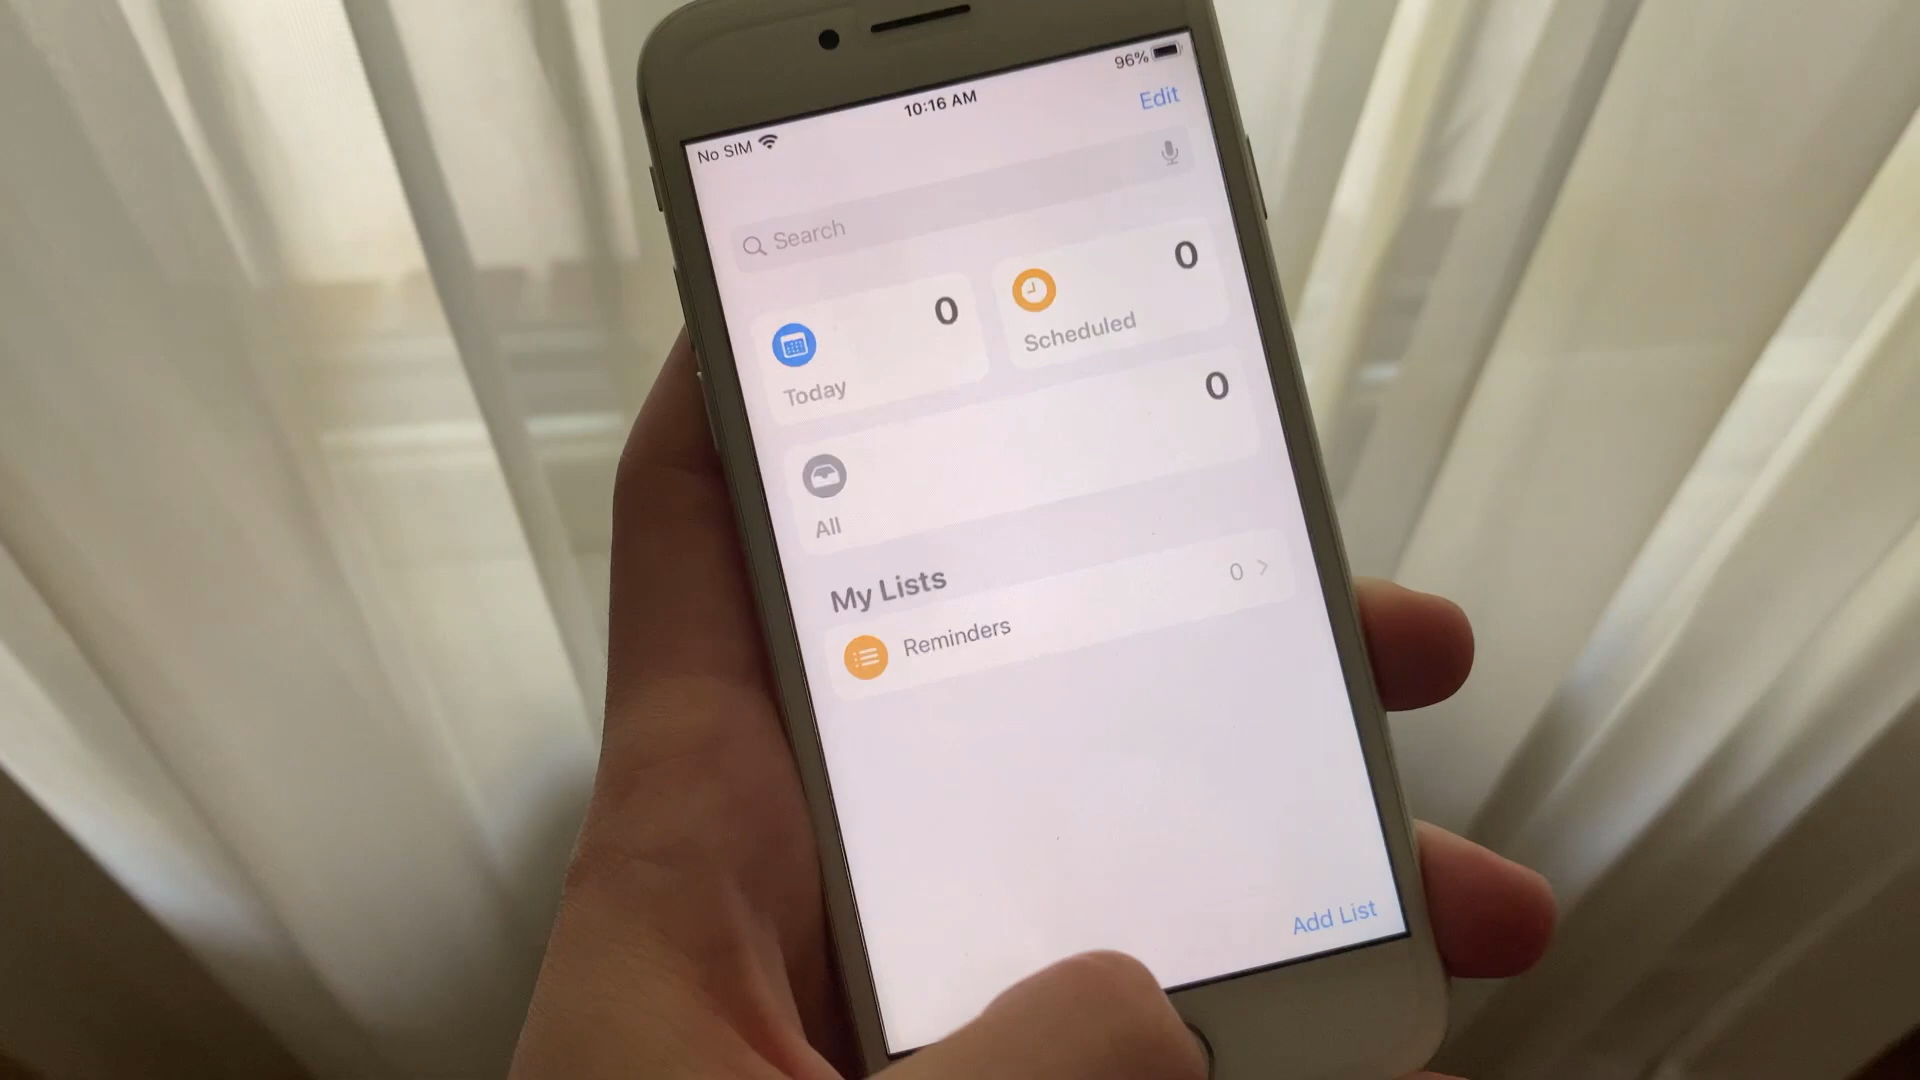 No SIM 10:16 AM 96%
Edit
Search
0
Today
0
Scheduled
0
All
My Lists
Reminders 0
Add List